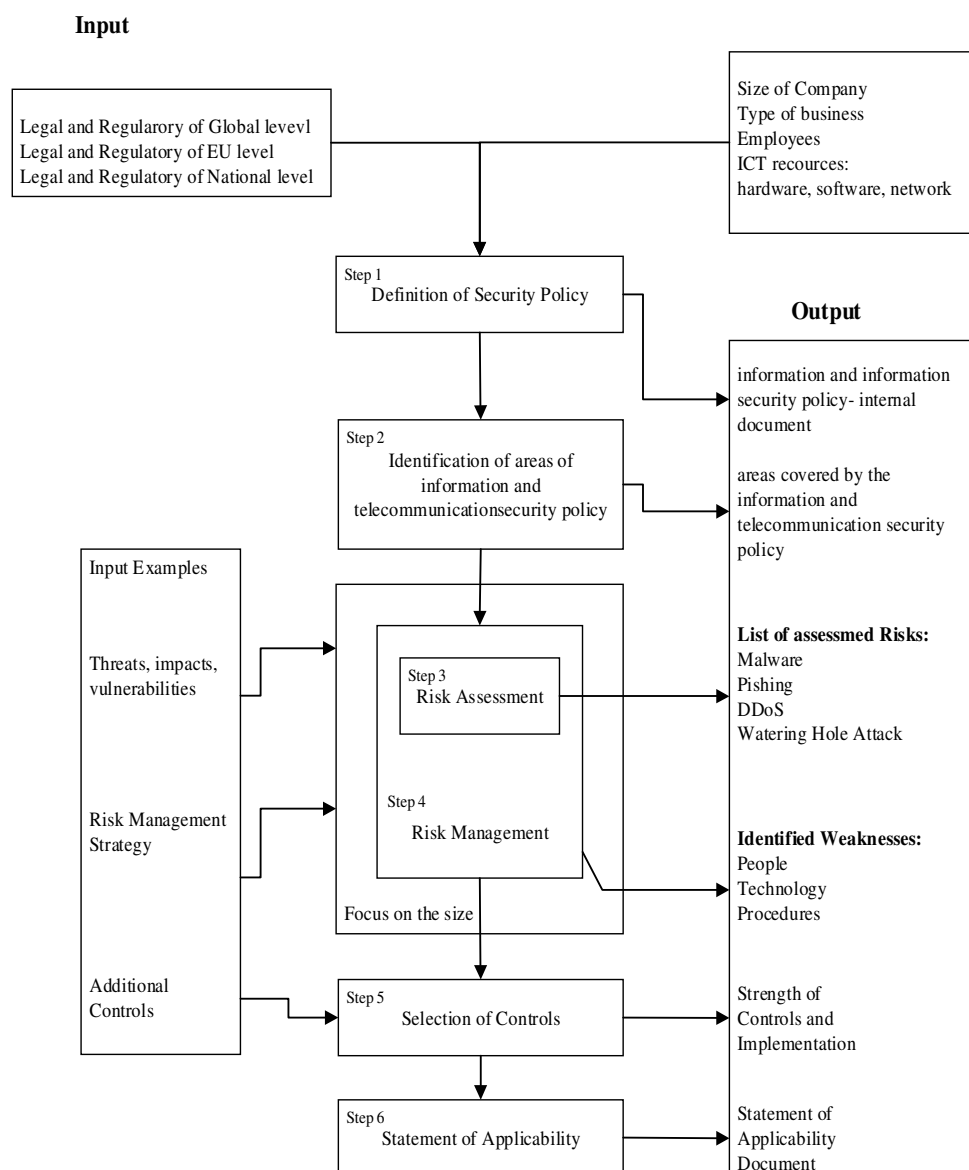 Input
Legal and Regularory of Global levevl
Legal and Regulatory of EU level
Legal and Regulatory of National level
Size of Company
Type of business
Employees
ICT recources:
hardware, software, network
Step 1
Definition of Security Policy
Output
information and information
security policy- internal
document
Step 2
Identification of areas of
information and
telecommunicationsecurity policy
areas covered by the
information and
telecommunication security
policy
Input Examples
Threats, impacts,
vulnerabilities
Risk Management
Strategy
Additional
Controls
Step 3
Risk Assessment
Step 4
Risk Management
Focus on the size
List of assessmed Risks:
Malware
Pishing
DDoS
Watering Hole Attack
Identified Weaknesses:
People
Technology
Procedures
Step 5
Selection of Controls
Strength of
Controls and
Implementation
Step 6
Statement of Applicability
Statement of
Applicability
Document